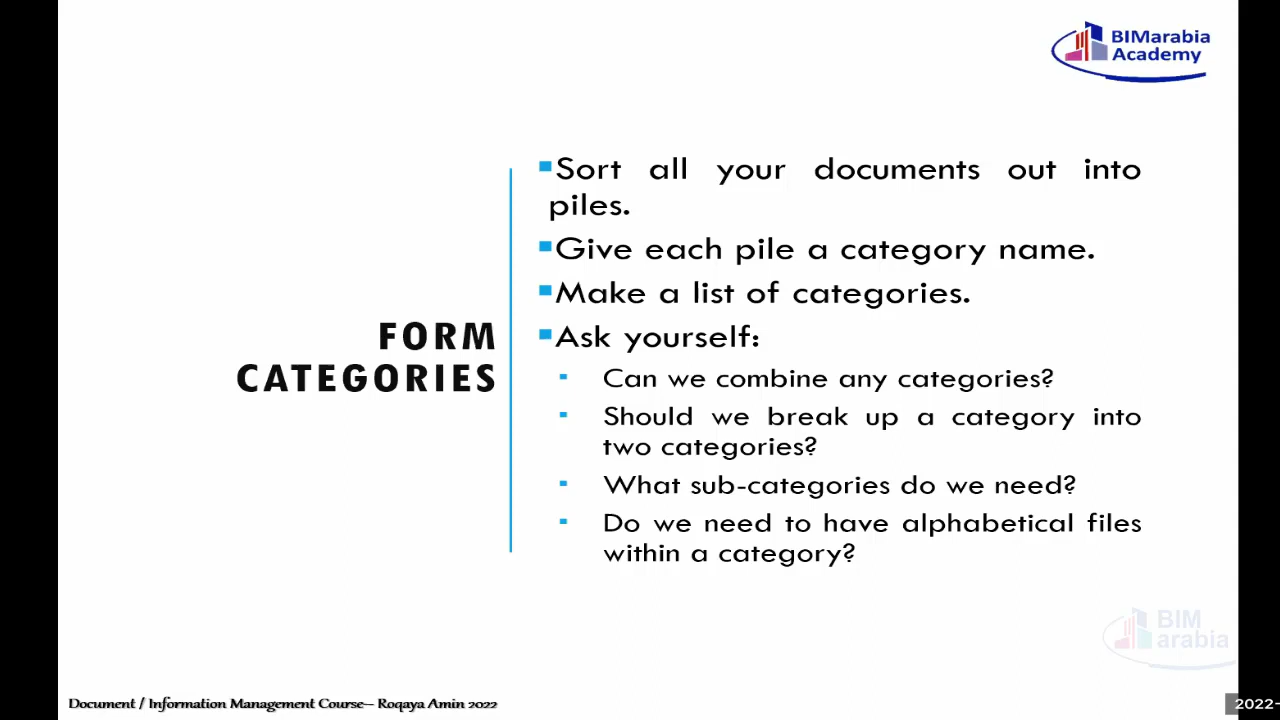 BIMarabia
Academy
Sort all your documents out into
piles.
Give each pile a category name.
Make a list of categories.
Ask yourself:
FORM
CATEGORIES
Can we combine any categories?
Should we break up a category into
two categories?
What sub-categories do we need?
Do we need to have alphabetical files
within a category?
BIM
arabia
Document / Information Management Course– Roqaya Amin 2022
2022-